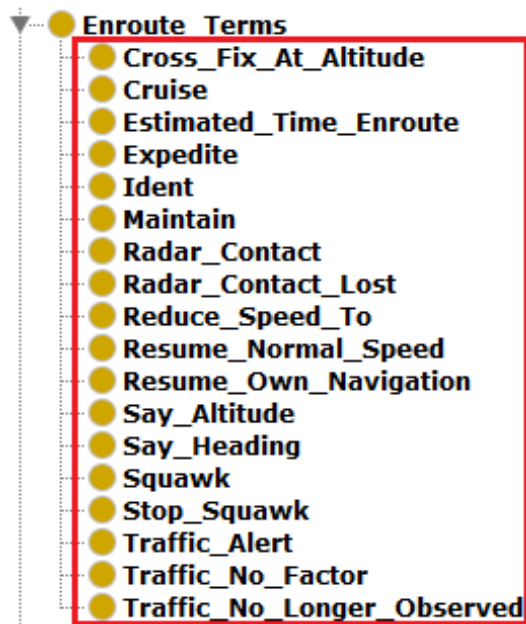 Enroute_Terms
Cross_Fix_At_Altitude
Cruise
Estimated_Time_Enroute
Expedite
Ident
Maintain
Radar_Contact
Radar_Contact_Lost
Reduce_Speed_To
Resume_Normal_Speed
Resume_Own_Navigation
Say_Altitude
Say_Heading
Squawk
Stop_Squawk
Traffic_Alert
Traffic_No_Factor
Traffic_No_Longer_Observed